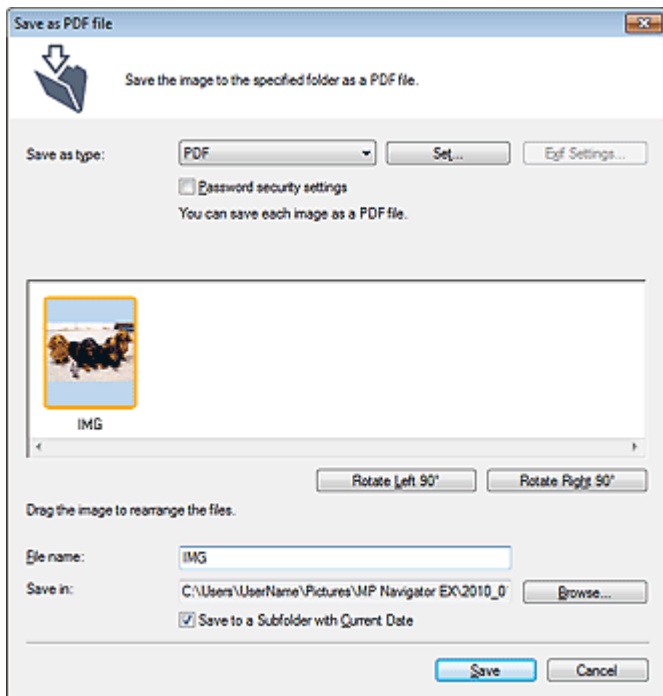 Save as PDF file
Save the image to the specified folder as a PDF file.
Save as type: PDF Set... Exif Settings...
Password security settings
You can save each image as a PDF file.
IMG
Rotate Left 90° Rotate Right 90°
Drag the image to rearrange the files.
File name: IMG
Save in: C:\Users\UserName\Pictures\MP Navigator EX\2010_0 Browse...
Save to a Subfolder with Current Date
Save Cancel